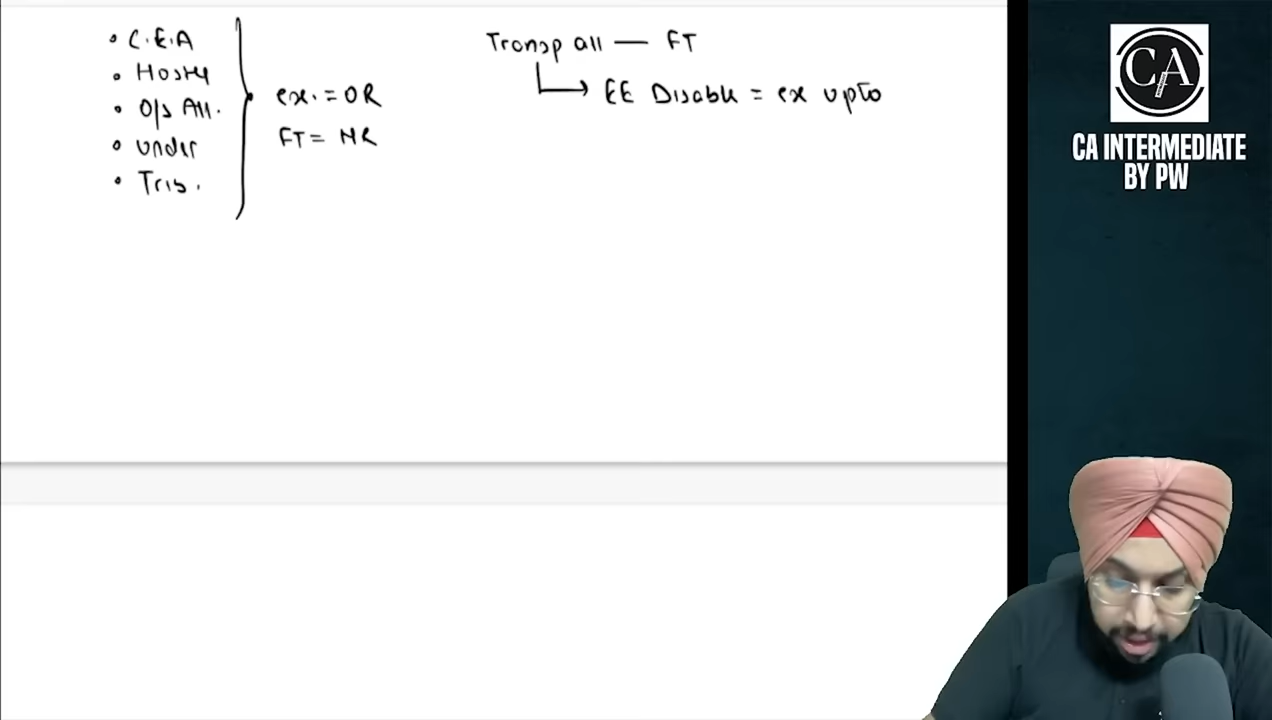 • C.E.A
• Hostel
• O/s All.
• under
• Trib.
ex. = OR
FT = NR
Transp all — FT
EE Disable = ex upto
CA
CA INTERMEDIATE
BY PW